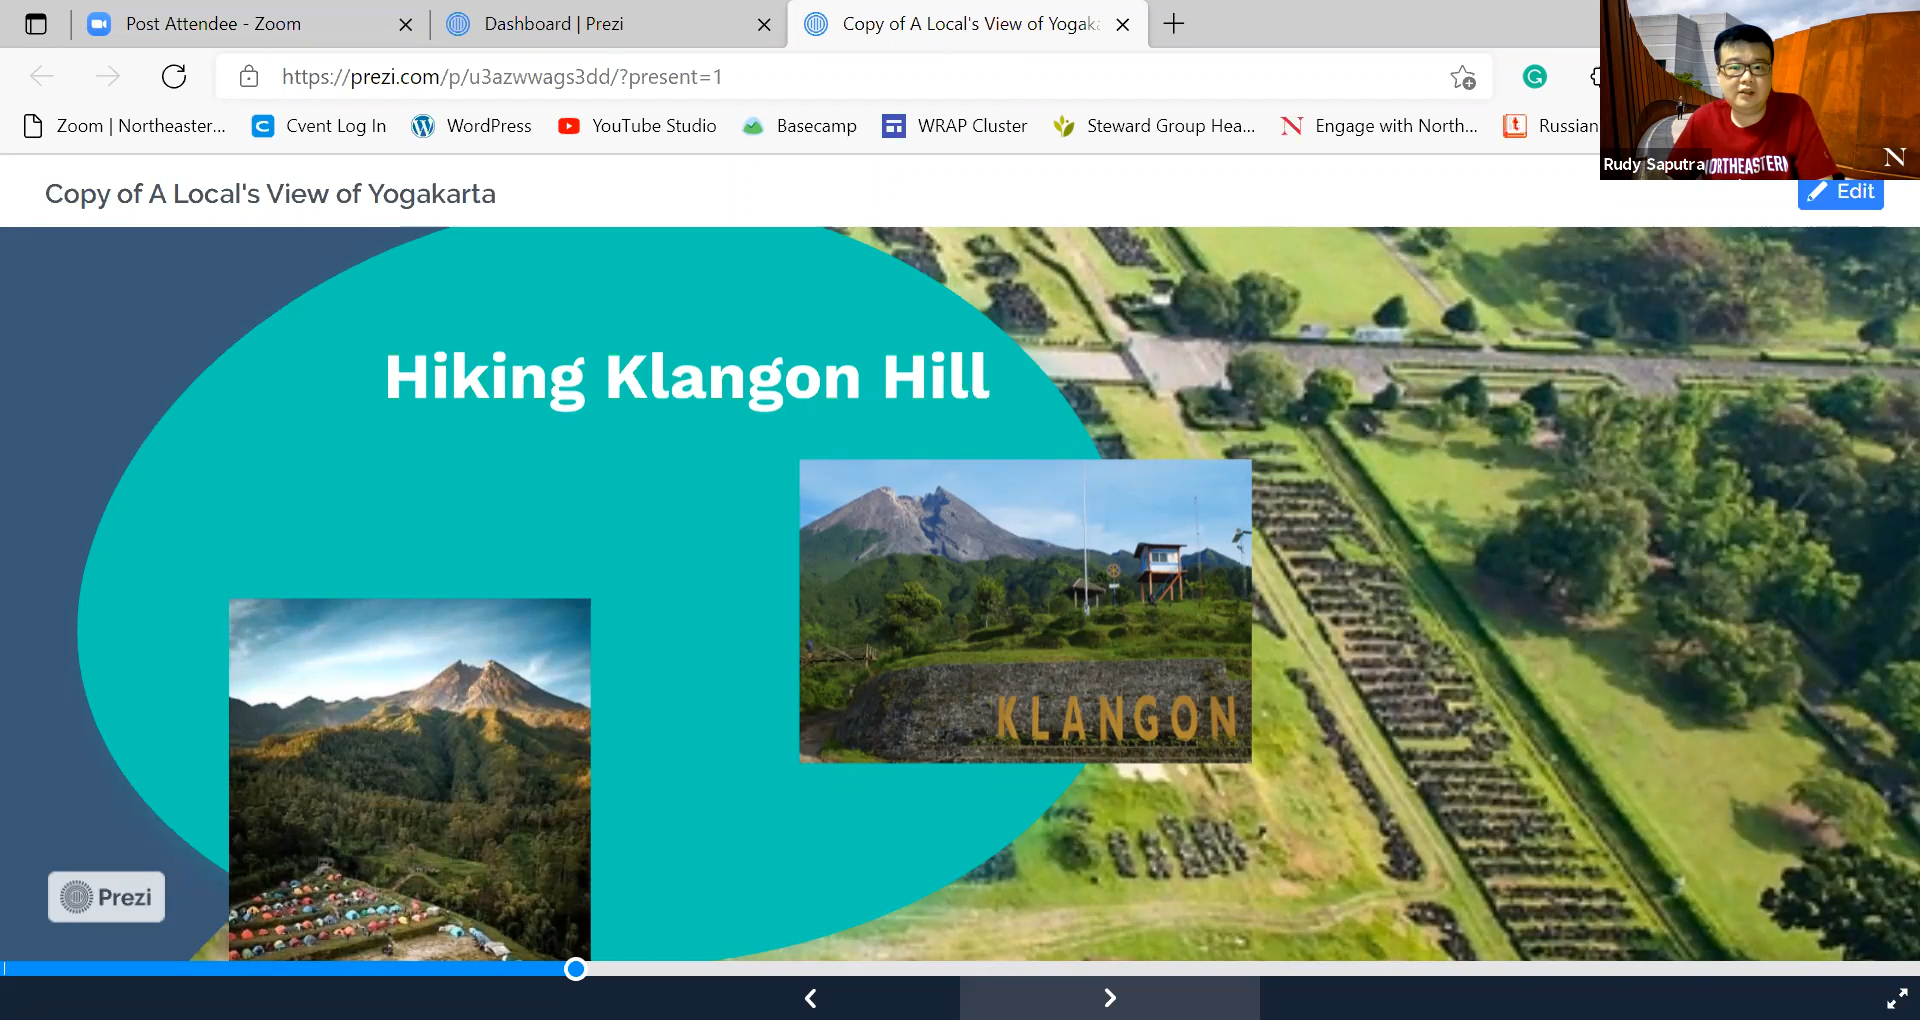 Post Attendee - Zoom
Dashboard | Prezi
Copy of A Local's View of Yogaka
https://prezi.com/p/u3azwwags3dd/?present=1
Zoom | Northeaster...
Cvent Log In
WordPress
YouTube Studio
Basecamp
WRAP Cluster
Steward Group Hea...
Engage with North...
Russian
Rudy Saputra
NORTHEASTERN
N
Copy of A Local's View of Yogakarta
Edit
Hiking Klangon Hill
KLANGON
Prezi